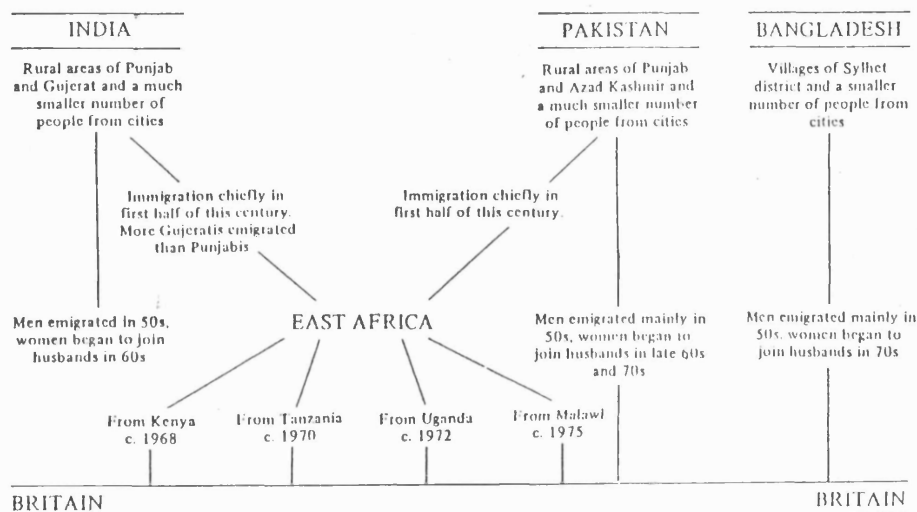 INDIA
Rural areas of Punjab
and Gujerat and a much
smaller number of
people from cities
PAKISTAN
Rural areas of Punjab
and Azad Kashmir and
a much smaller number
of people from cities
BANGLADESH
Villages of Sylhet
district and a smaller
number of people from
cities
Immigration chiefly in
first half of this century.
More Gujeratis emigrated
than Punjabis
Immigration chiefly in
first half of this century.
Men emigrated in 50s,
women began to join
husbands in 60s
EAST AFRICA
Men emigrated mainly in
50s, women began to
join husbands in late 60s
and 70s
Men emigrated mainly in
50s, women began to
join husbands in 70s
From Kenya
c. 1968
From Tanzania
c. 1970
From Uganda
c. 1972
From Malawi
c. 1975
BRITAIN
BRITAIN